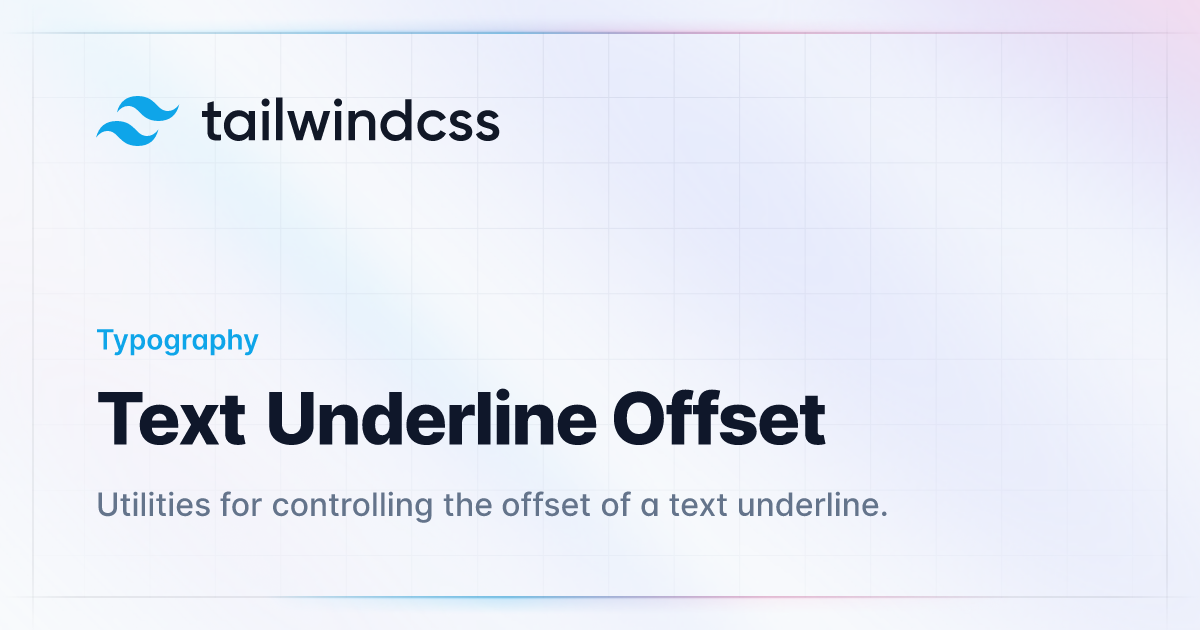 tailwindcss
Typography
Text Underline Offset
Utilities for controlling the offset of a text underline.